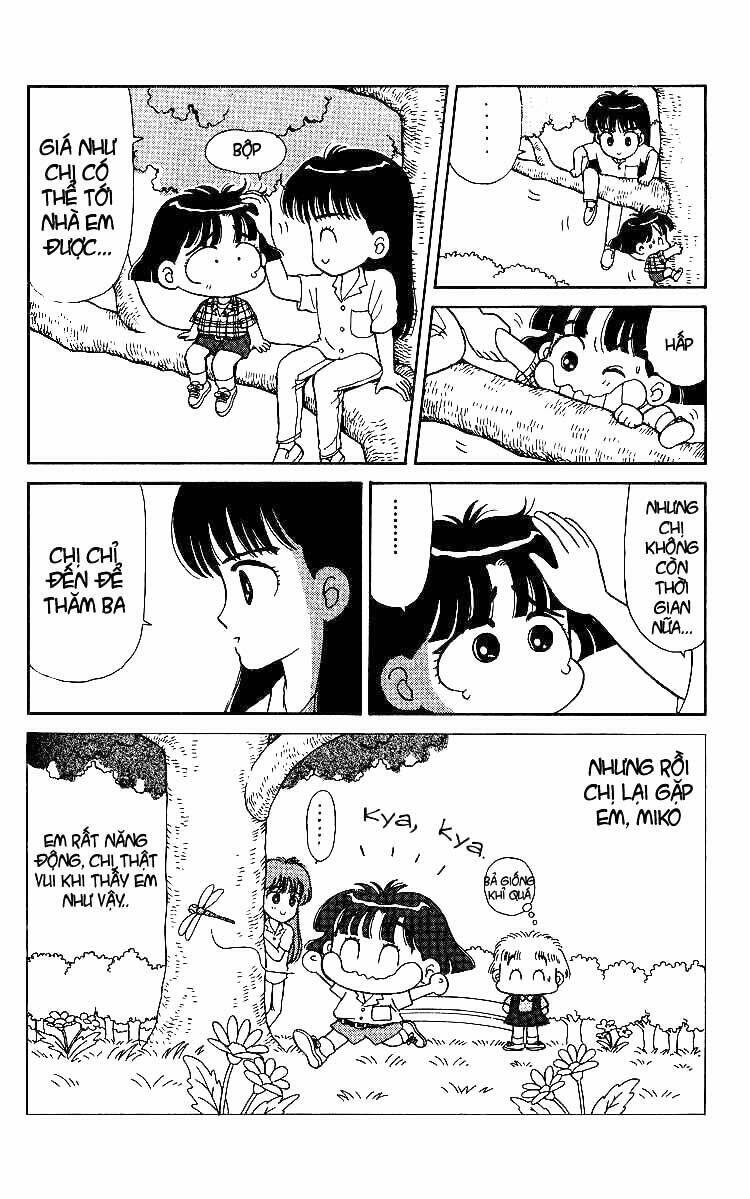 ......
HẤP
BỘP
GIÁ NHƯ
CHỊ CÓ
THỂ TỚI
NHÀ EM
ĐƯỢC...
NHƯNG
CHỊ
KHÔNG
CÒN
THỜI
GIAN
NỮA...
........
CHỊ CHỈ
ĐẾN ĐỂ
THĂM BA
NHƯNG RỒI
CHỊ LẠI GẶP
EM, MIKO
BẢ GIỐNG
KHỈ QUÁ
Kya, Kya.
.....
EM RẤT NĂNG
ĐỘNG, CHỊ THẬT
VUI KHI THẤY EM
NHƯ VẬY..